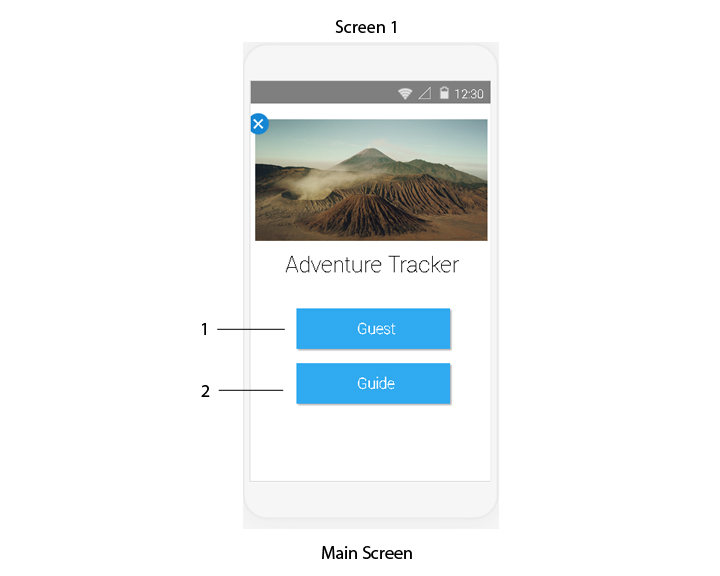 Screen 1
12:30
Adventure Tracker
1
Guest
2
Guide
Main Screen